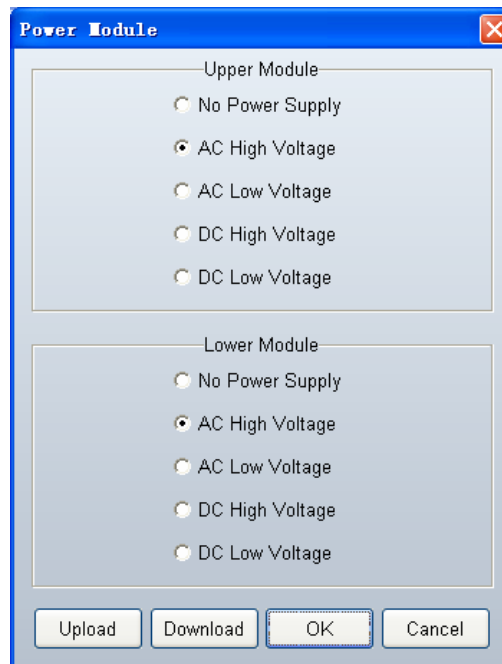 Power Module
Upper Module
No Power Supply
AC High Voltage
AC Low Voltage
DC High Voltage
DC Low Voltage
Lower Module
No Power Supply
AC High Voltage
AC Low Voltage
DC High Voltage
DC Low Voltage
Upload Download OK Cancel